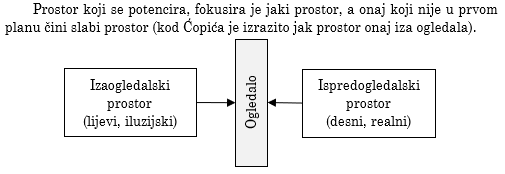 Prostor koji se potencira, fokusira je jaki prostor, a onaj koji nije u prvom
planu čini slabi prostor (kod Ćopića je izrazito jak prostor onaj iza ogledala).
Izaogledalski
prostor
(lijevi, iluzijski)
Ogledalo
Ispredogledalski
prostor
(desni, realni)